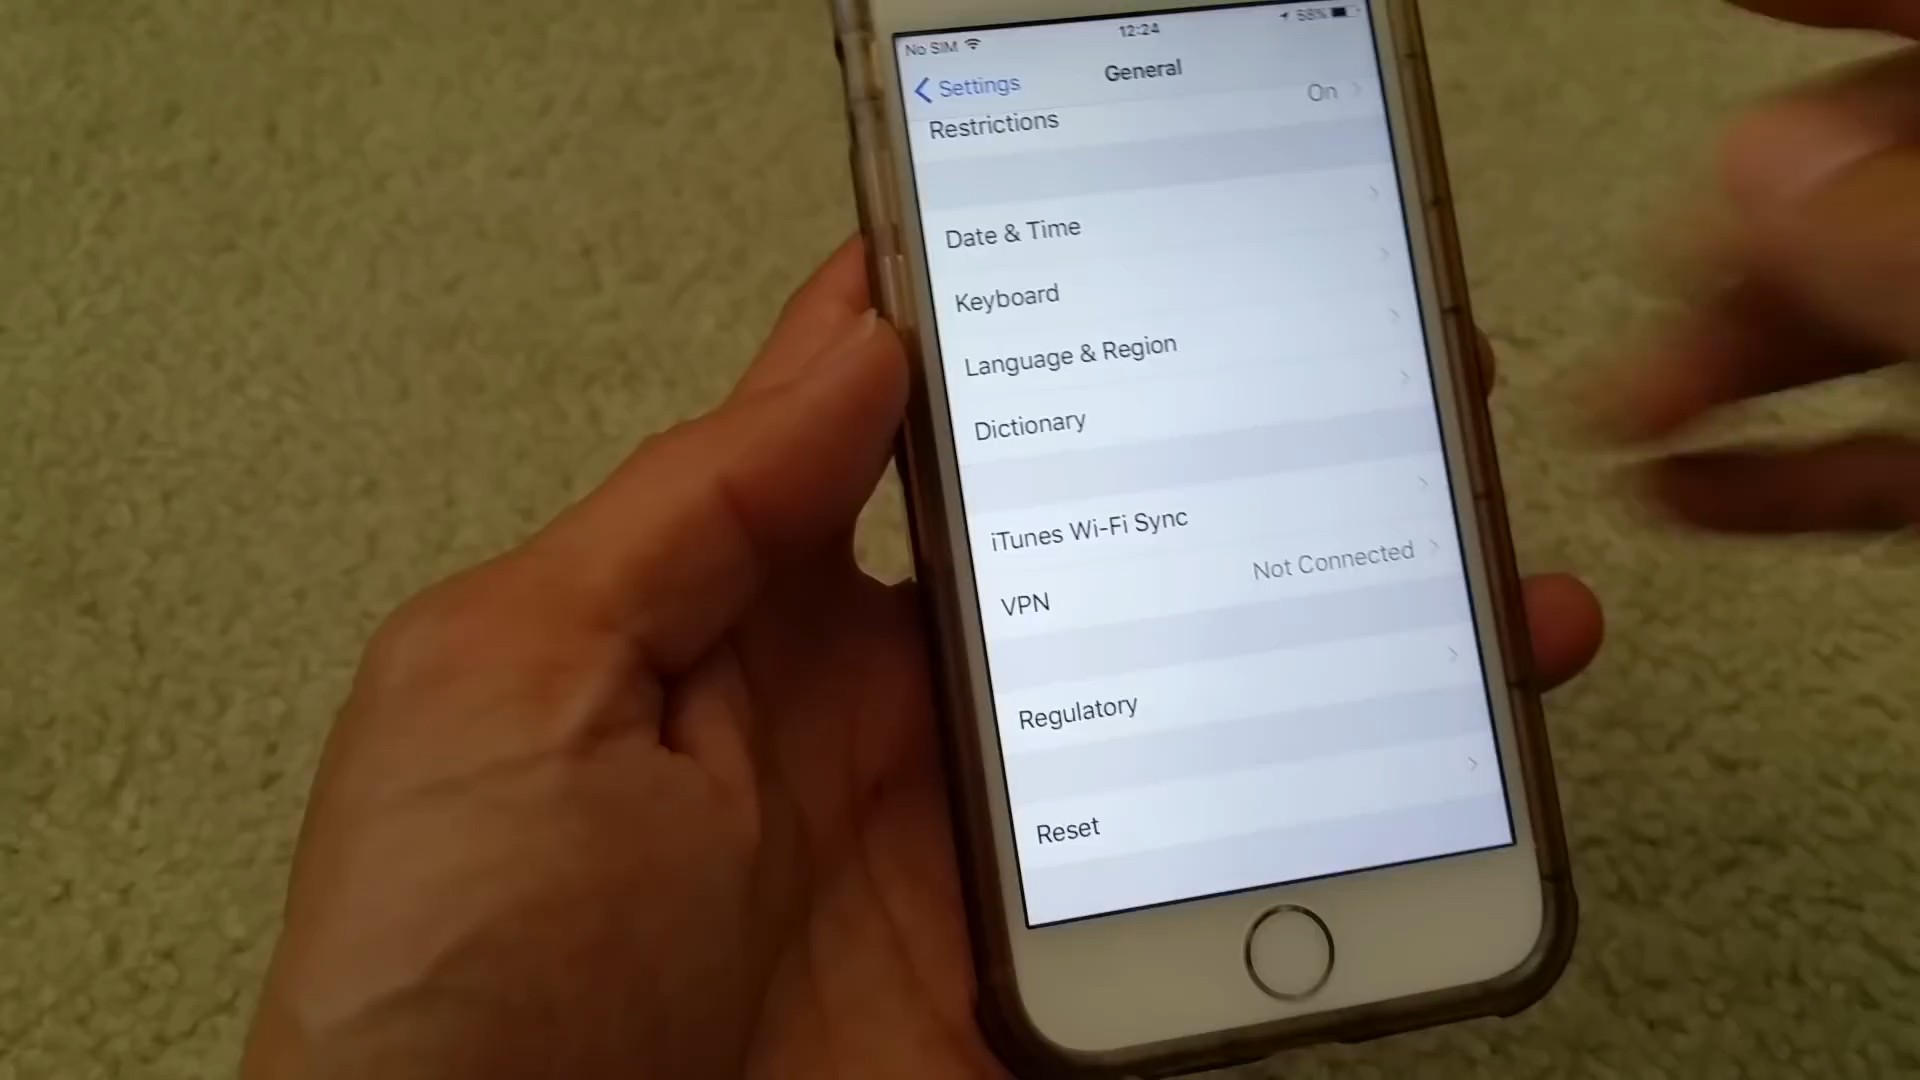 No SIM 12:24 58%
Settings General
Restrictions On
Date & Time
Keyboard
Language & Region
Dictionary
iTunes Wi-Fi Sync
VPN Not Connected
Regulatory
Reset